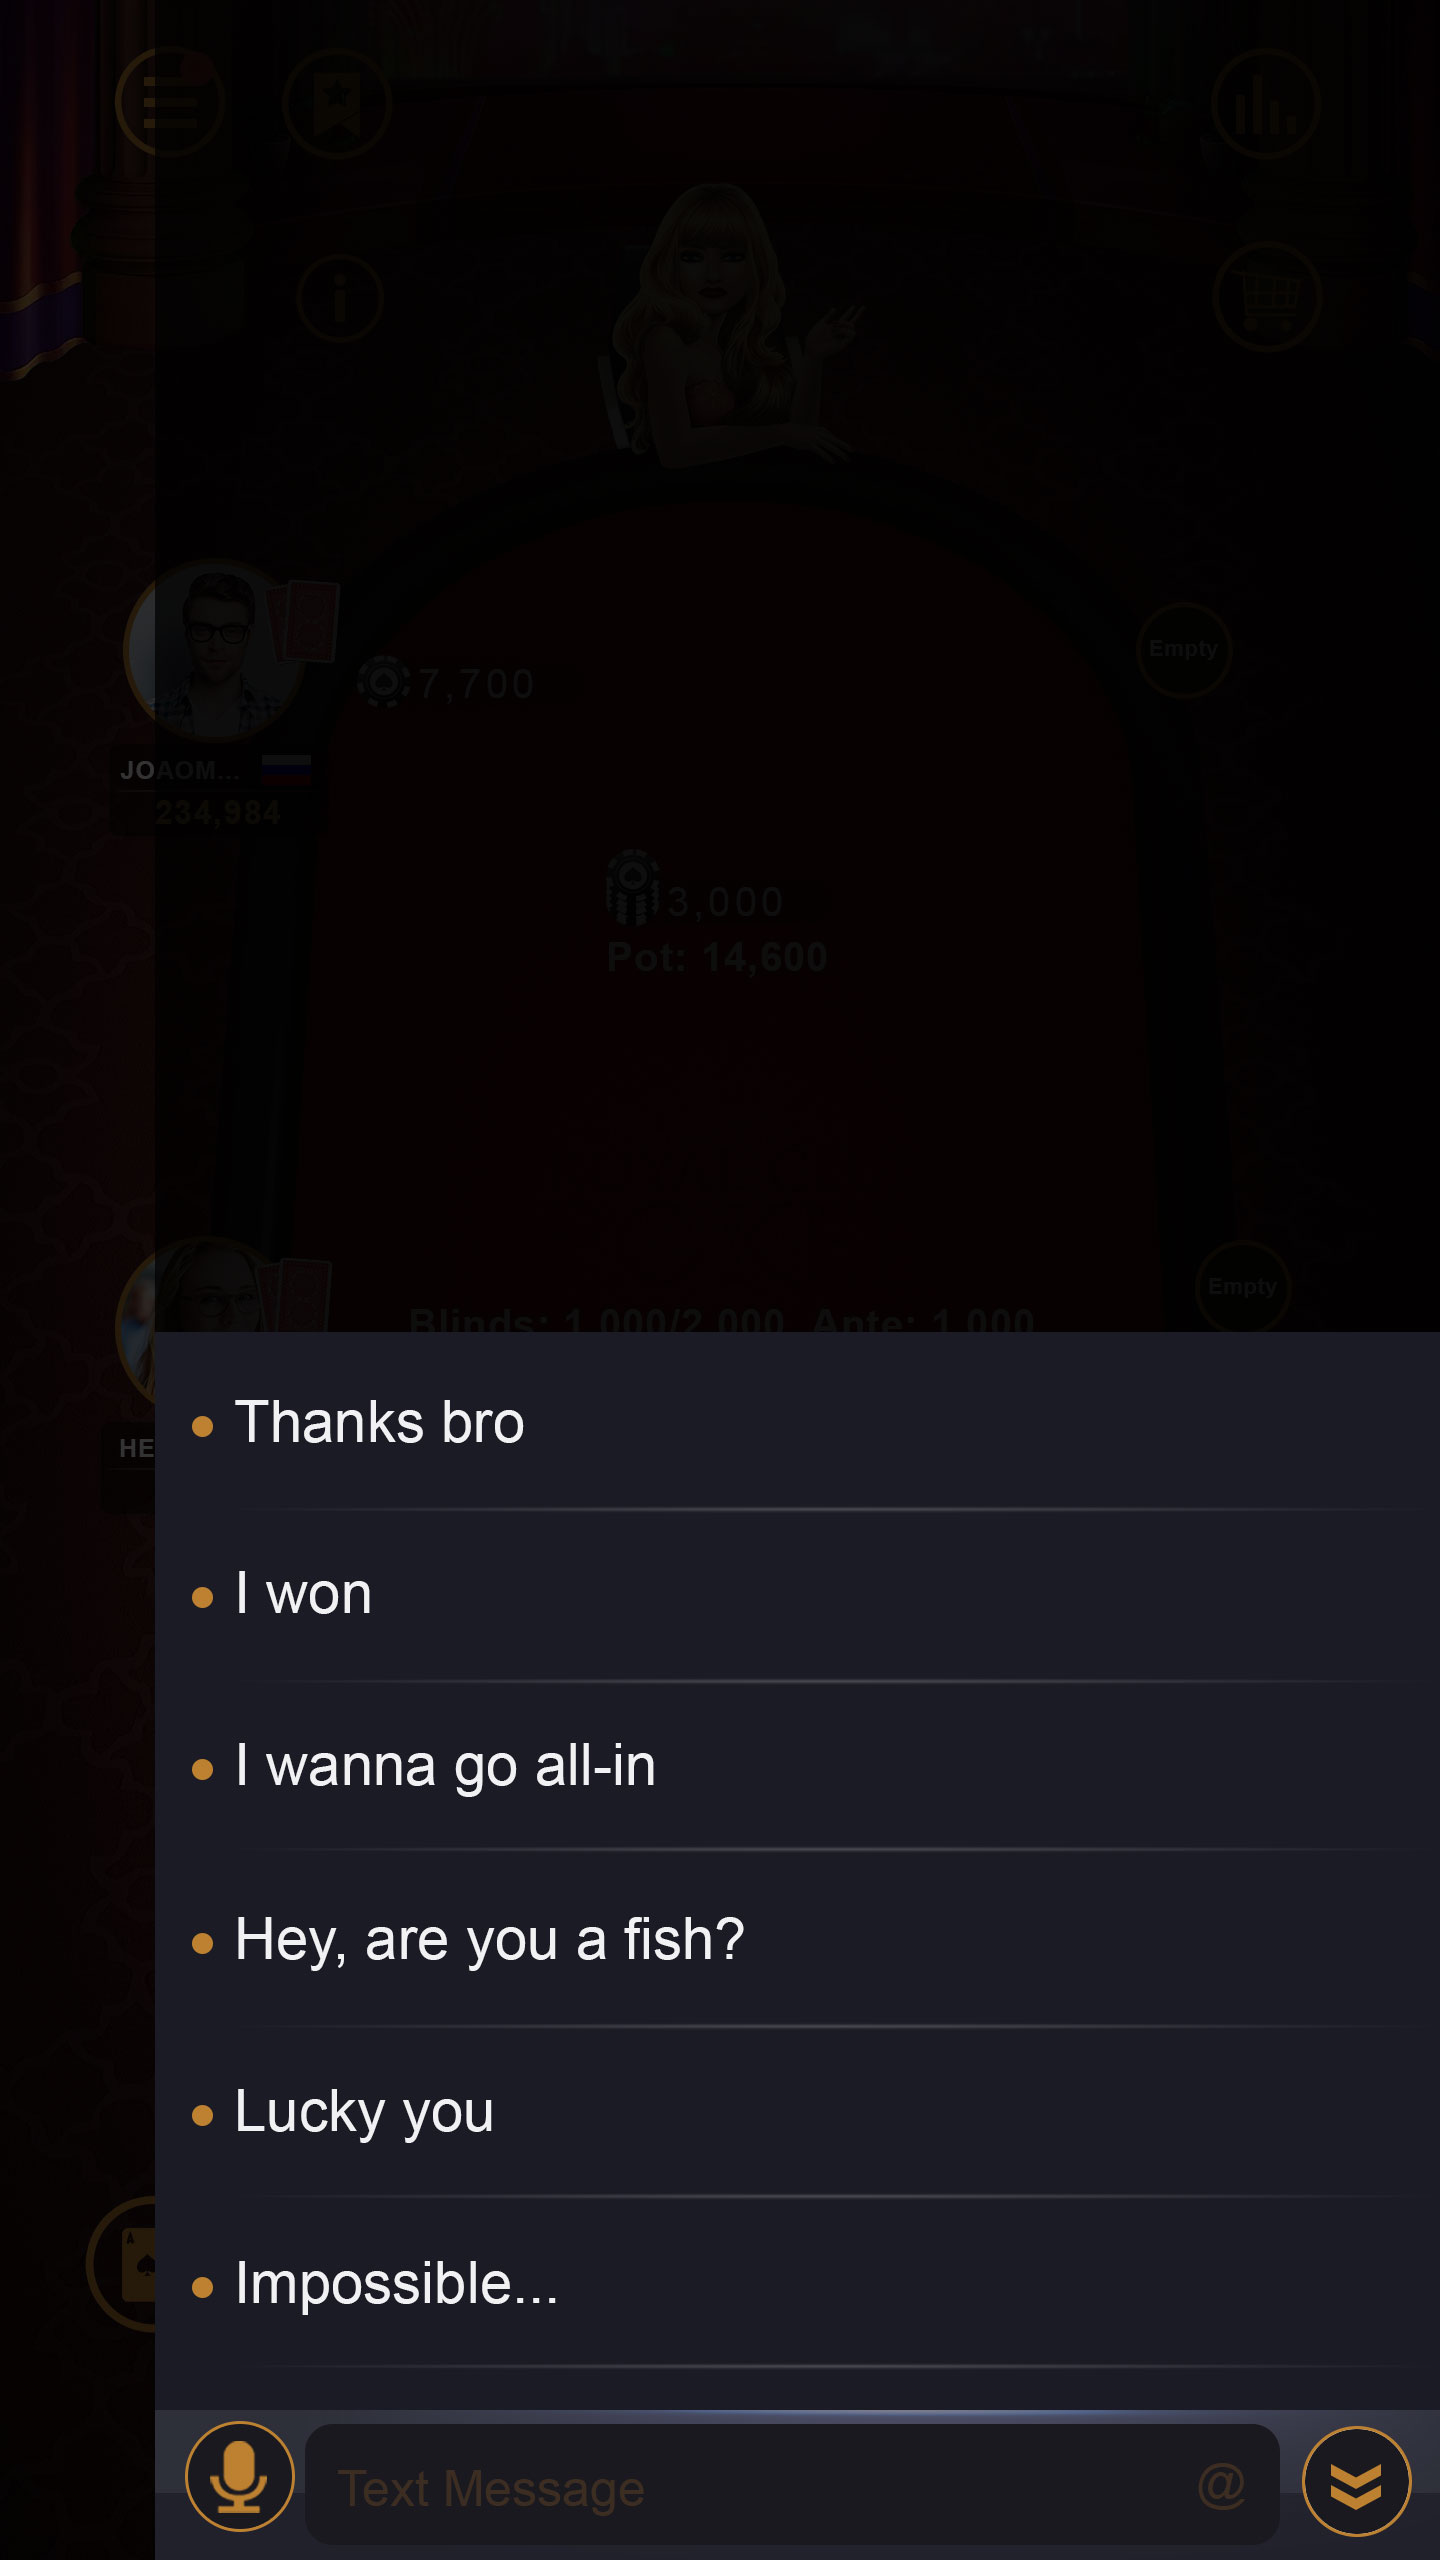 Empty
7,700
JOAOM...
234,984
3,000
Pot: 14,600
Empty
Blinds: 1,000/2,000 Ante: 1,000
Thanks bro
HE
I won
I wanna go all-in
Hey, are you a fish?
Lucky you
A
Impossible...
Text Message @